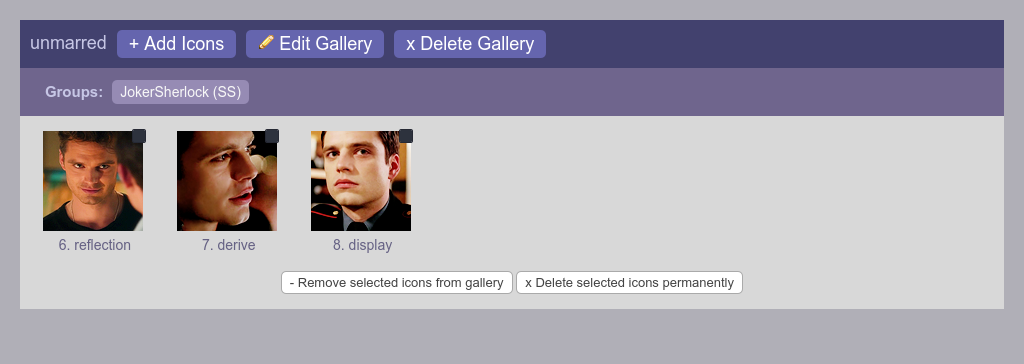 unmarred + Add Icons Edit Gallery x Delete Gallery
Groups: JokerSherlock (SS)
6. reflection 7. derive 8. display
- Remove selected icons from gallery x Delete selected icons permanently